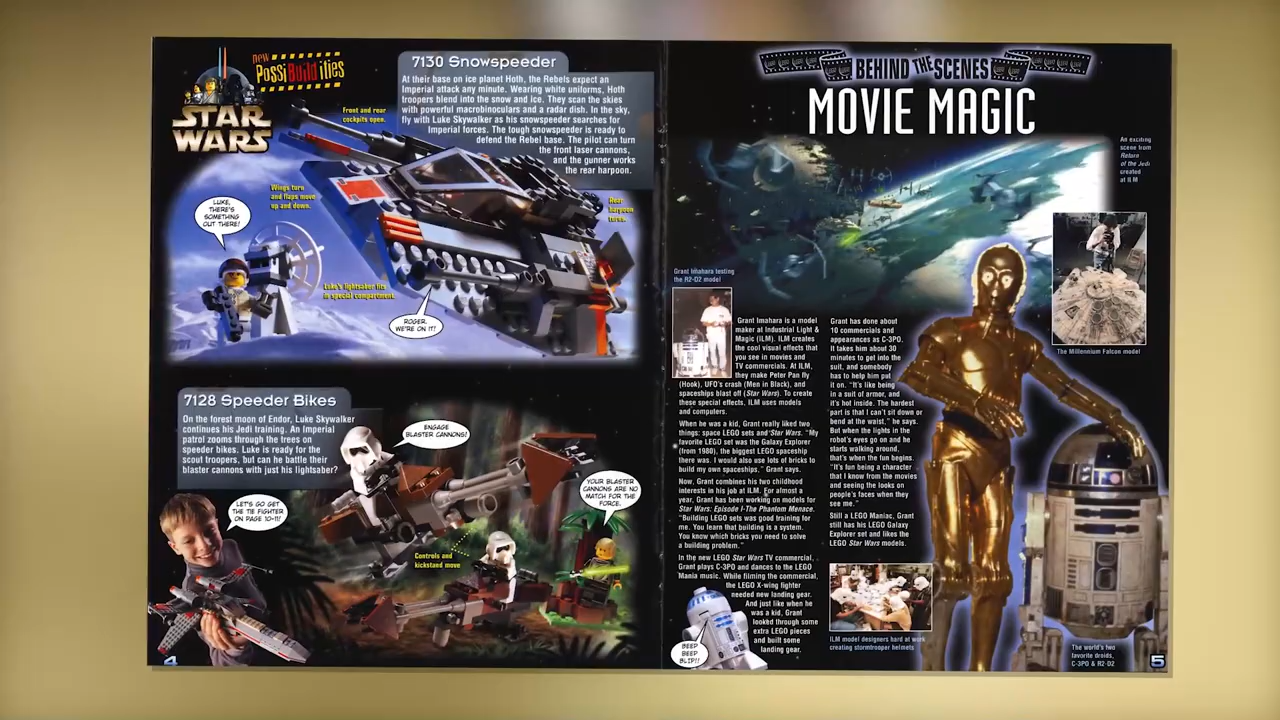 new
PossiBuildities
STAR
WARS
7130 Snowspeeder
At their base on ice planet Hoth, the Rebels expect an
Imperial attack any minute. Wearing white uniforms, Hoth
troopers blend into the snow and ice. They scan the skies
with powerful macrobinoculars and a radar dish. In the sky,
fly with Luke Skywalker as his snowspeeder searches for
Imperial forces. The tough snowspeeder is ready to
defend the Rebel base. The pilot can turn
the front laser cannons,
and the gunner works
the rear harpoon.
Front and rear
cockpits open.
Wings turn
and flaps move
up and down.
Rear
harpoon
turns.
LUKE,
THERE'S
SOMETHING
OUT THERE!
Luke's lightsaber fits
in special compartment.
ROGER.
WE'RE ON IT!
7128 Speeder Bikes
On the forest moon of Endor, Luke Skywalker
continues his Jedi training. An Imperial
patrol zooms through the trees on
speeder bikes. Luke is ready for the
scout troopers, but can he battle their
blaster cannons with just his lightsaber?
ENGAGE
BLASTER CANNONS!
YOUR BLASTER
CANNONS ARE NO
MATCH FOR THE
FORCE.
LET'S GO GET
THE TIE FIGHTER
ON PAGE 10-11!
Controls and
kickstand move
4
BEHIND THE SCENES
MOVIE MAGIC
An exciting
scene from
Return
of the Jedi
created
at ILM
Grant Imahara testing
the R2-D2 model
The Millennium Falcon model
Grant Imahara is a model
maker at Industrial Light &
Magic (ILM). ILM creates
the cool visual effects that
you see in movies and
TV commercials. At ILM,
they make Peter Pan fly
(Hook), UFO's crash (Men in Black), and
spaceships blast off (Star Wars). To create
these special effects, ILM uses models
and computers.
When he was a kid, Grant really liked two
things: space LEGO sets and Star Wars. "My
favorite LEGO set was the Galaxy Explorer
(from 1980), the biggest LEGO spaceship
there was. I would also use lots of bricks to
build my own spaceships," Grant says.
Now, Grant combines his two childhood
interests in his job at ILM. For almost a
year, Grant has been working on models for
Star Wars: Episode I-The Phantom Menace.
"Building LEGO sets was good training for
me. You learn that building is a system.
You know which bricks you need to solve
a building problem."
In the new LEGO Star Wars TV commercial,
Grant plays C-3PO and dances to the LEGO
Mania music. While filming the commercial,
the LEGO X-wing fighter
needed new landing gear.
And just like when he
was a kid, Grant
looked through some
extra LEGO pieces
and built some
landing gear.
BEEP
BEEP
BLIP!!
Grant has done about
10 commercials and
appearances as C-3PO.
It takes him about 30
minutes to get into the
suit, and somebody
has to help him put
it on. "It's like being
in a suit of armor, and
it's hot inside. The hardest
part is that I can't sit down or
bend at the waist," he says.
But when the lights in the
robot's eyes go on and he
starts walking around,
that's when the fun begins.
"It's fun being a character
that I know from the movies
and seeing the looks on
people's faces when they
see me."
Still a LEGO Maniac, Grant
still has his LEGO Galaxy
Explorer set and likes the
LEGO Star Wars models.
ILM model designers hard at work
creating stormtrooper helmets
The world's two
favorite droids,
C-3PO & R2-D2
5